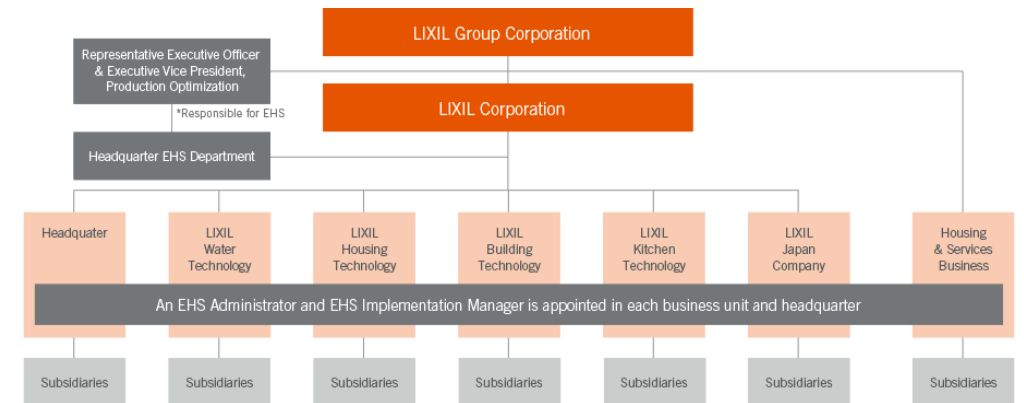 LIXIL Group Corporation
Representative Executive Officer
& Executive Vice President,
Production Optimization
LIXIL Corporation
*Responsible for EHS
Headquarter EHS Department
Headquater
LIXIL
Water
Technology
LIXIL
Housing
Technology
LIXIL
Building
Technology
LIXIL
Kitchen
Technology
LIXIL
Japan
Company
Housing
& Services
Business
An EHS Administrator and EHS Implementation Manager is appointed in each business unit and headquarter
Subsidiaries
Subsidiaries
Subsidiaries
Subsidiaries
Subsidiaries
Subsidiaries
Subsidiaries